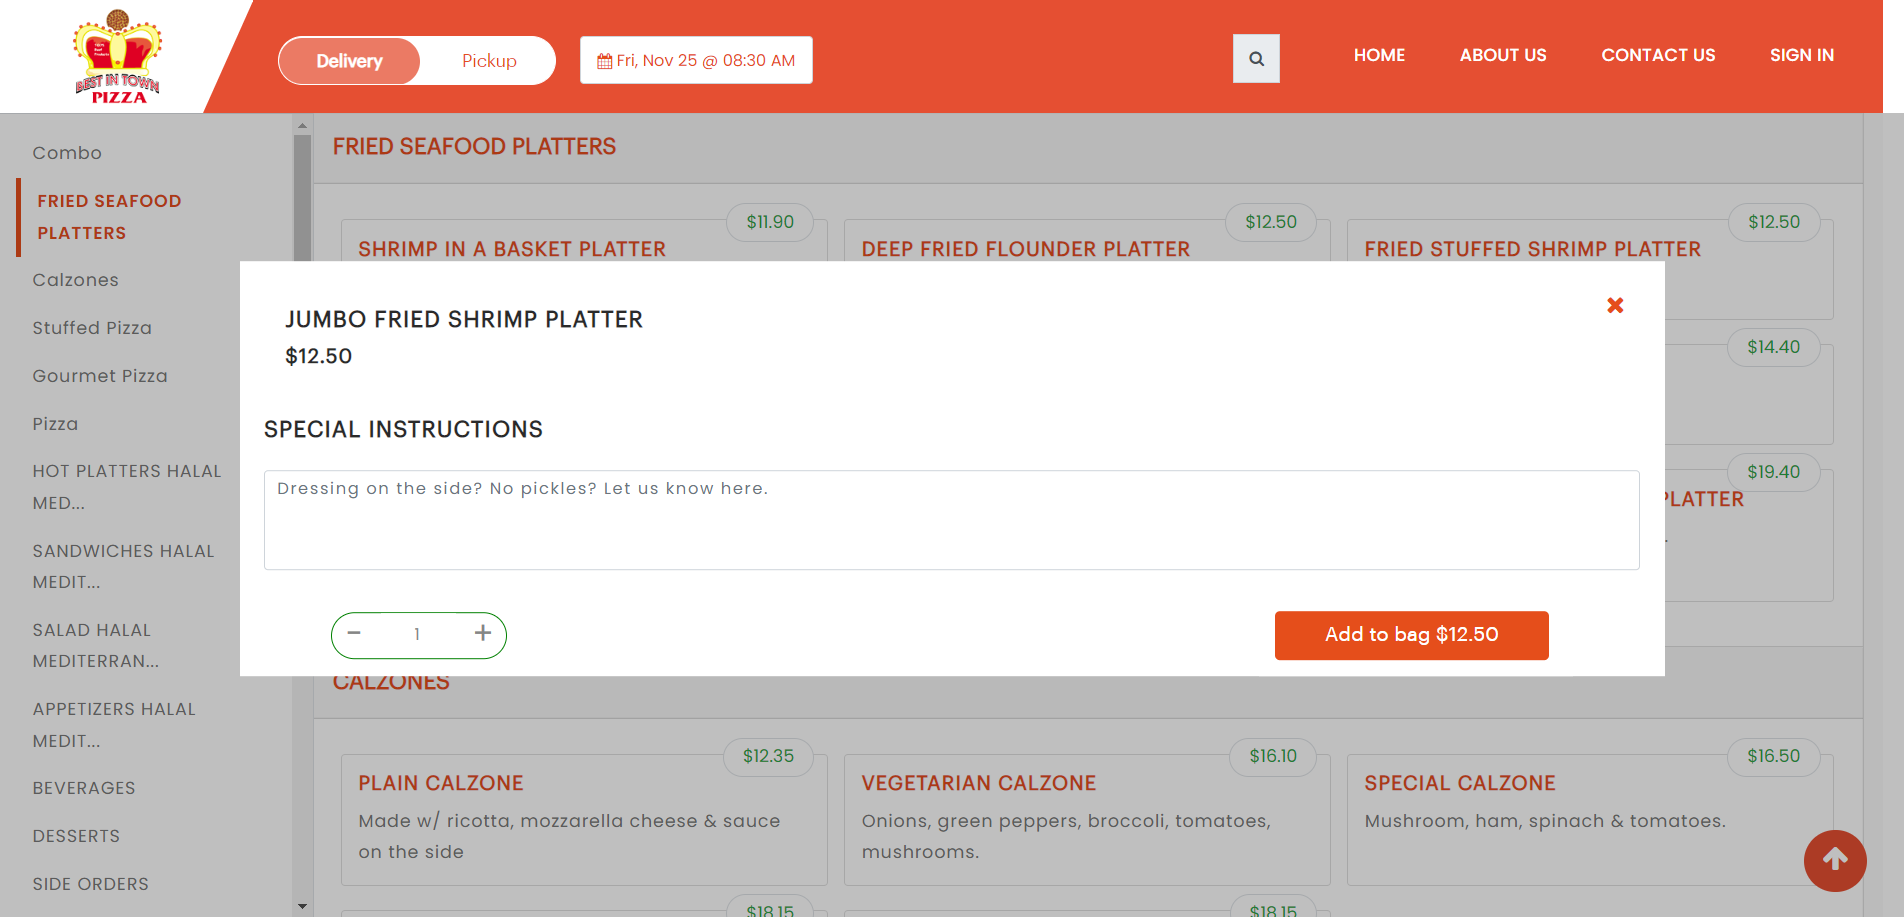 BEST IN TOWN
PIZZA
Delivery
Pickup
Fri, Nov 25 @ 08:30 AM
HOME
ABOUT US
CONTACT US
SIGN IN
Combo
FRIED SEAFOOD
PLATTERS
Calzones
Stuffed Pizza
Gourmet Pizza
Pizza
HOT PLATTERS HALAL
MED...
SANDWICHES HALAL
MEDIT...
SALAD HALAL
MEDITERRAN...
APPETIZERS HALAL
MEDIT...
BEVERAGES
DESSERTS
SIDE ORDERS
FRIED SEAFOOD PLATTERS
$11.90
SHRIMP IN A BASKET PLATTER
$12.50
DEEP FRIED FLOUNDER PLATTER
$12.50
FRIED STUFFED SHRIMP PLATTER
$14.40
$19.40
PLATTER
JUMBO FRIED SHRIMP PLATTER
$12.50
SPECIAL INSTRUCTIONS
Dressing on the side? No pickles? Let us know here.
1
Add to bag $12.50
CALZONES
$12.35
PLAIN CALZONE
Made w/ ricotta, mozzarella cheese & sauce
on the side
$16.10
VEGETARIAN CALZONE
Onions, green peppers, broccoli, tomatoes,
mushrooms.
$16.50
SPECIAL CALZONE
Mushroom, ham, spinach & tomatoes.
$18.15
$18.15